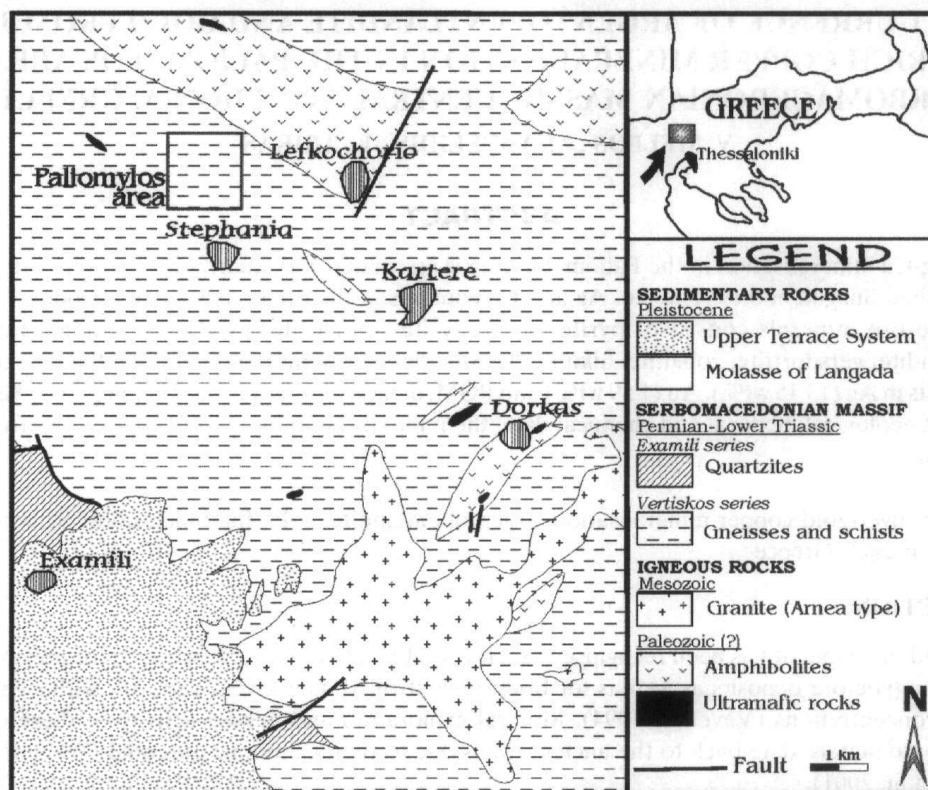 Lefkochorio
Pallomylos
área
Stephania
Kartere
Dorkas
Examili
GREECE
Thessaloniki
LEGEND
SEDIMENTARY ROCKS
Pleistocene
Upper Terrace System
Molasse of Langada
SERBOMACEDONIAN MASSIF
Permian-Lower Triassic
Examili series
Quartzites
Vertiskos series
Gneisses and schists
IGNEOUS ROCKS
Mesozoic
Granite (Arnea type)
Paleozoic (?)
Amphibolites
Ultramafic rocks
N
Fault
1 Km